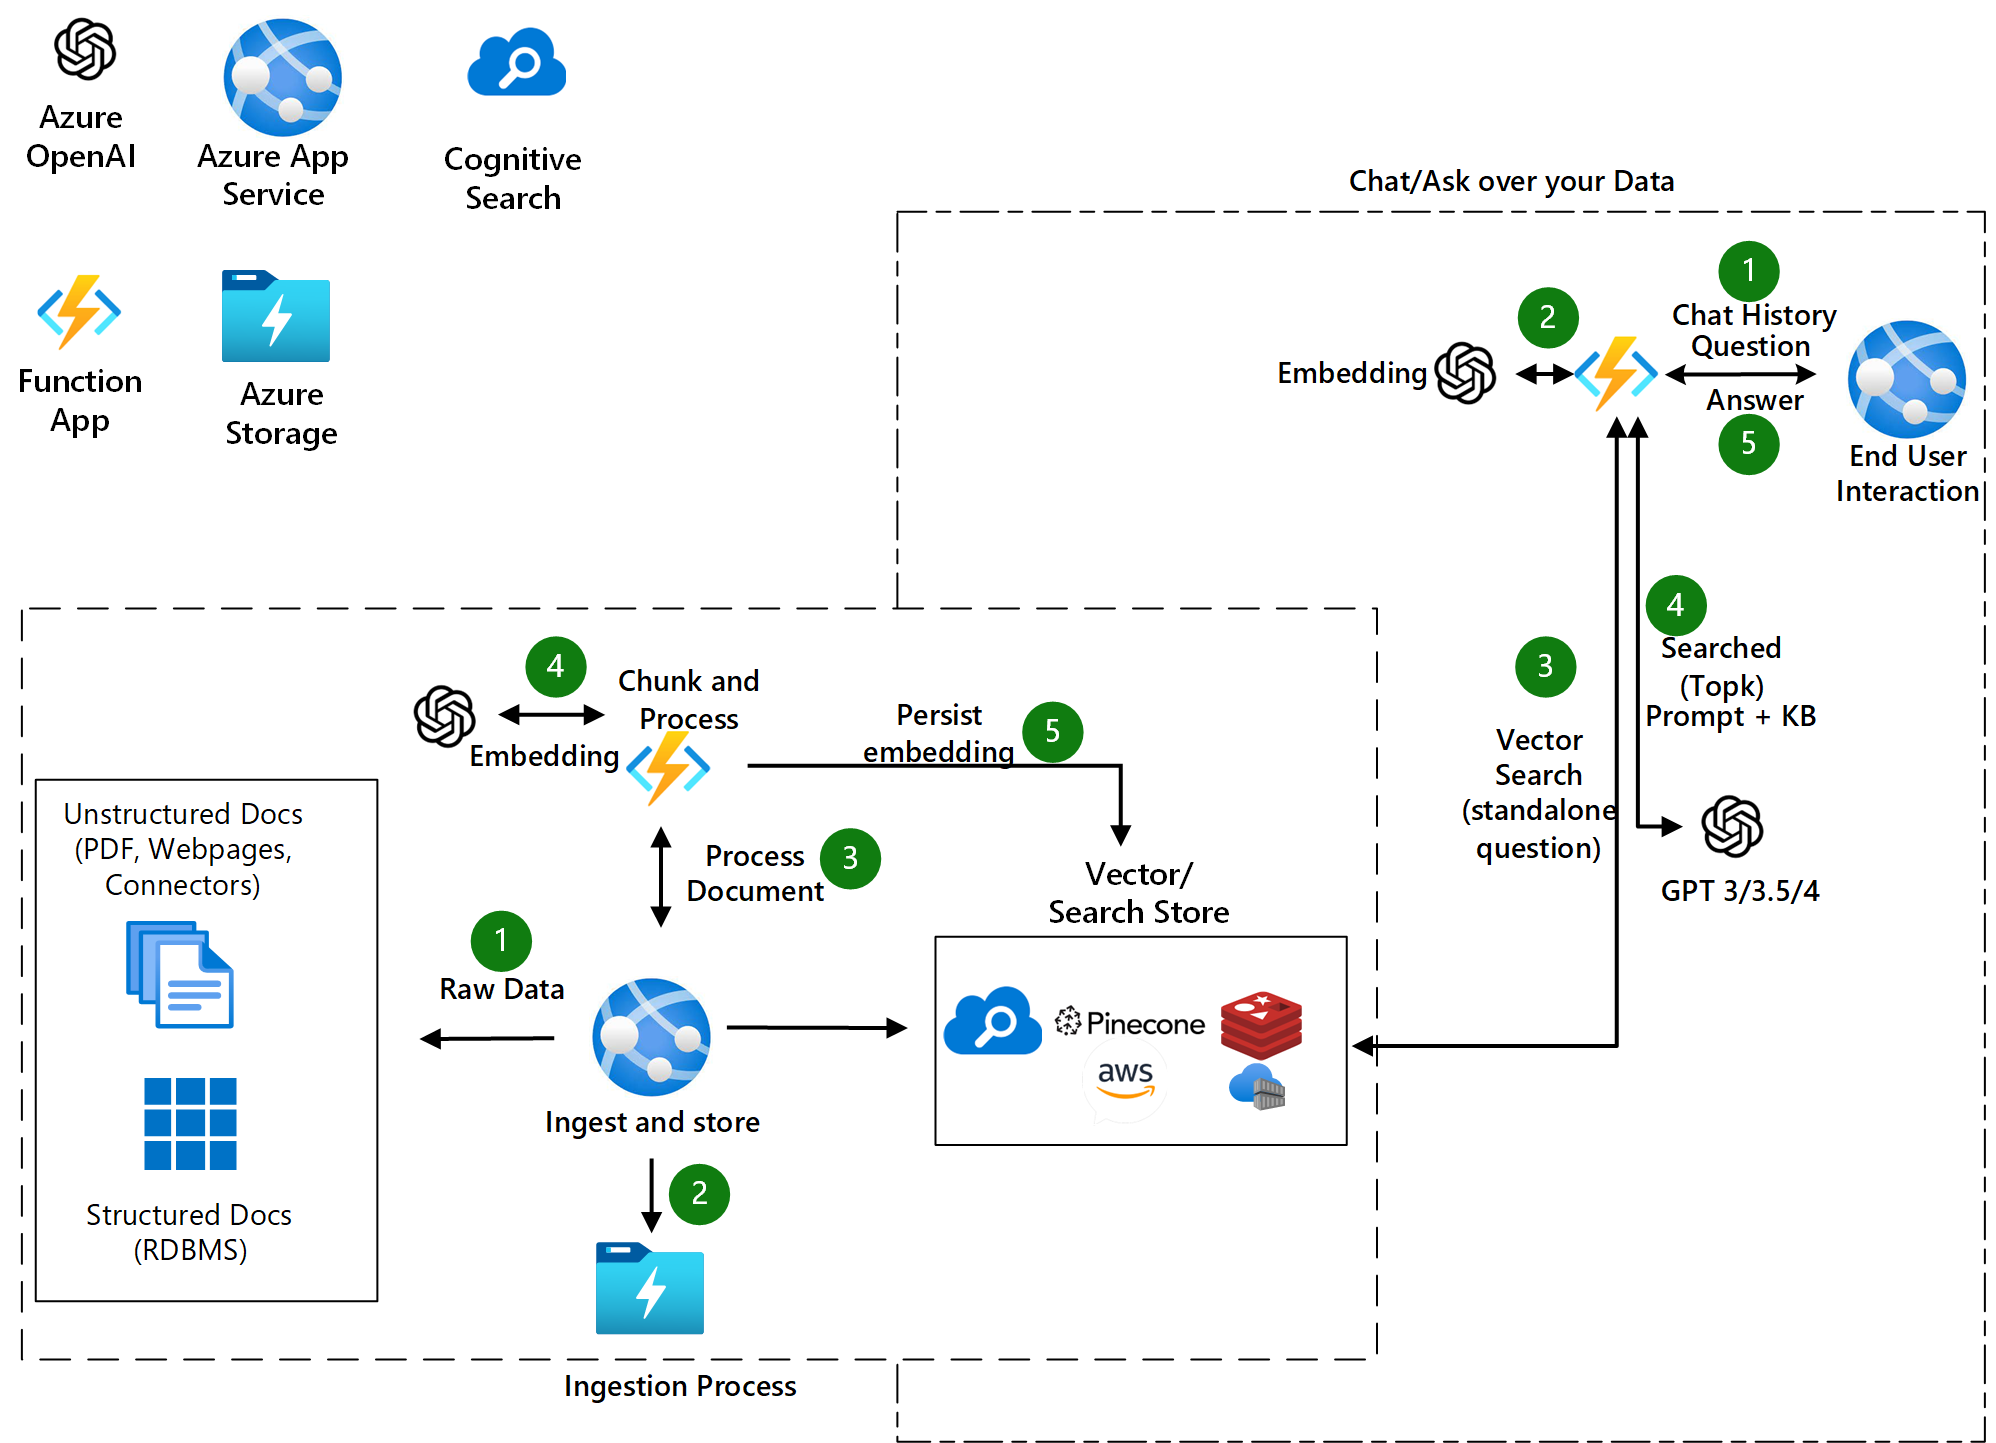 Azure
OpenAI
Azure App
Service
Cognitive
Search
Function
App
Azure
Storage
Chat/Ask over your Data
1
Chat History
Question
2
Embedding
Answer
5
End User
Interaction
3
Vector
Search
(standalone
question)
4
Searched
(Topk)
Prompt + KB
GPT 3/3.5/4
4
Chunk and
Process
Embedding
Persist
embedding
5
Unstructured Docs
(PDF, Webpages,
Connectors)
Process
Document
3
Vector/
Search Store
1
Raw Data
Pinecone
aws
Ingest and store
2
Structured Docs
(RDBMS)
Ingestion Process